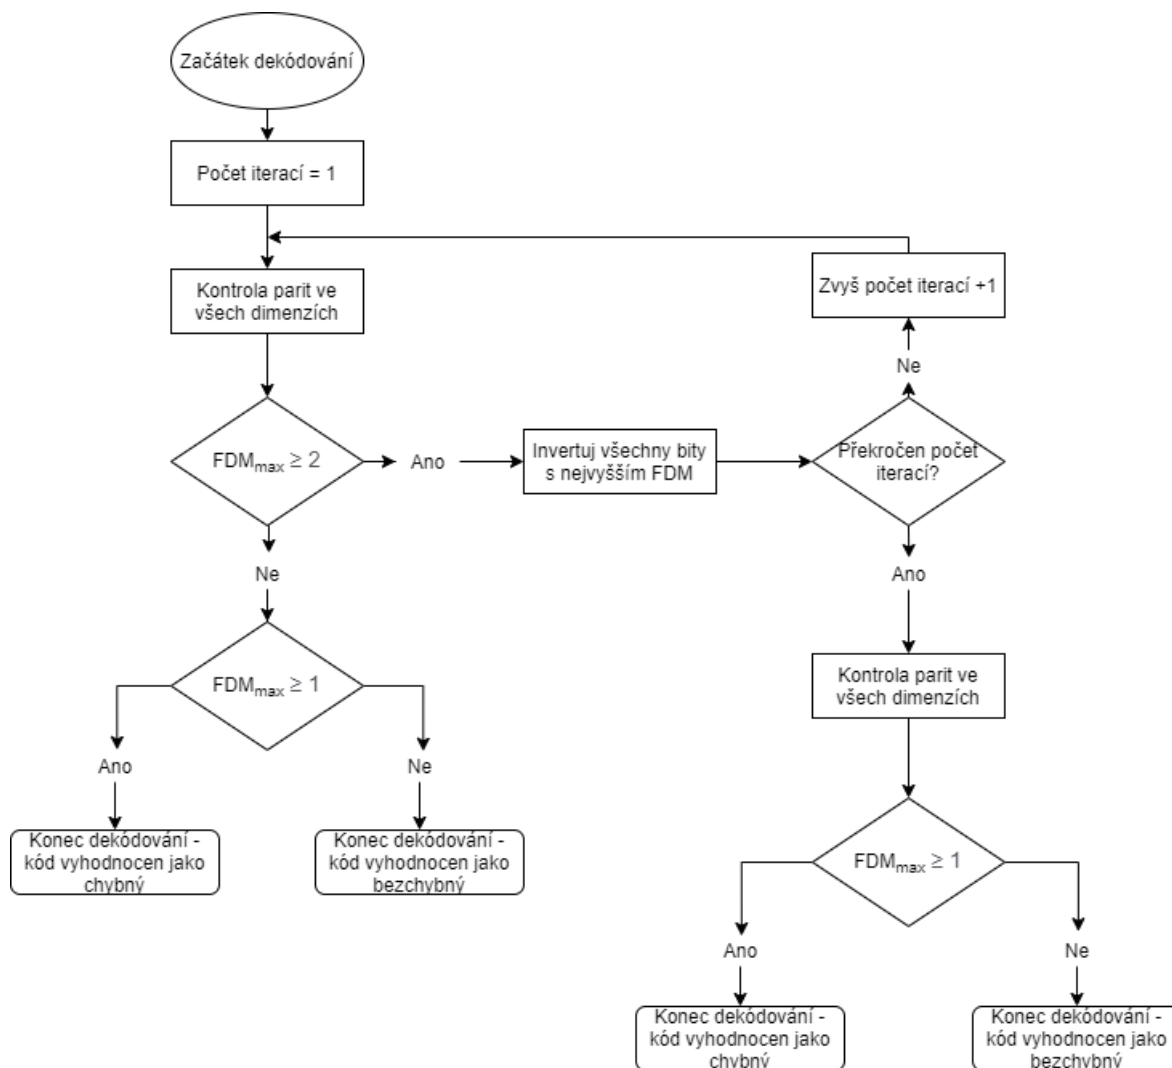 Začátek dekódování
Počet iterací = 1
Kontrola parit ve
všech dimenzích
Zvyš počet iterací +1
Ne
FDMmax ≥ 2
Ano
Invertuj všechny bity
s nejvyšším FDM
Překročen počet
iterací?
Ne
Ano
FDMmax ≥ 1
Kontrola parit ve
všech dimenzích
Ano
Ne
Konec dekódování -
kód vyhodnocen jako
chybný
Konec dekódování -
kód vyhodnocen jako
bezchybný
FDMmax ≥ 1
Ano
Ne
Konec dekódování -
kód vyhodnocen jako
chybný
Konec dekódování -
kód vyhodnocen jako
bezchybný